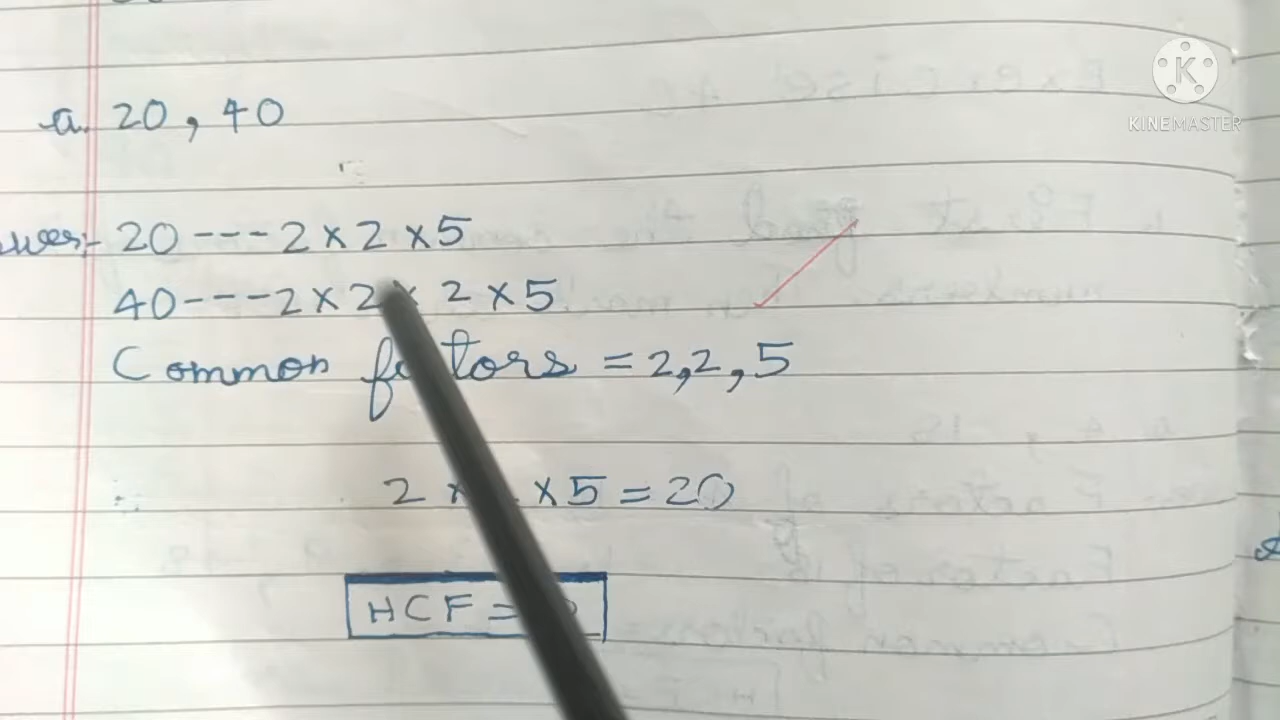 a. 20, 40
20 --- 2 × 2 × 5
40 --- 2 × 2 × 2 × 5
Common = 2,2,5
2 × × 5 = 20
HCF =
KINEMASTER